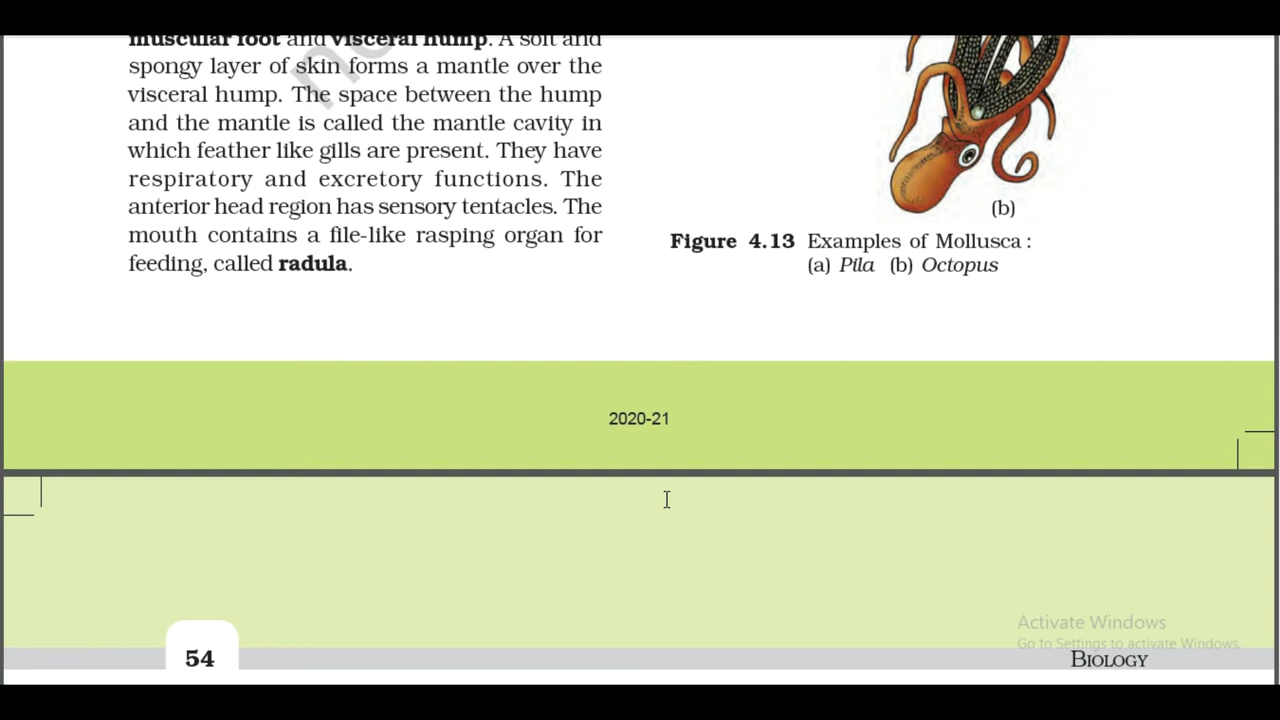 muscular foot and visceral hump. A soft and
spongy layer of skin forms a mantle over the
visceral hump. The space between the hump
and the mantle is called the mantle cavity in
which feather like gills are present. They have
respiratory and excretory functions. The
anterior head region has sensory tentacles. The
mouth contains a file-like rasping organ for
feeding, called radula.
(b)
Figure 4.13 Examples of Mollusca :
(a) Pila (b) Octopus
2020-21
Activate Windows
Go to Settings to activate Windows.
54
BIOLOGY